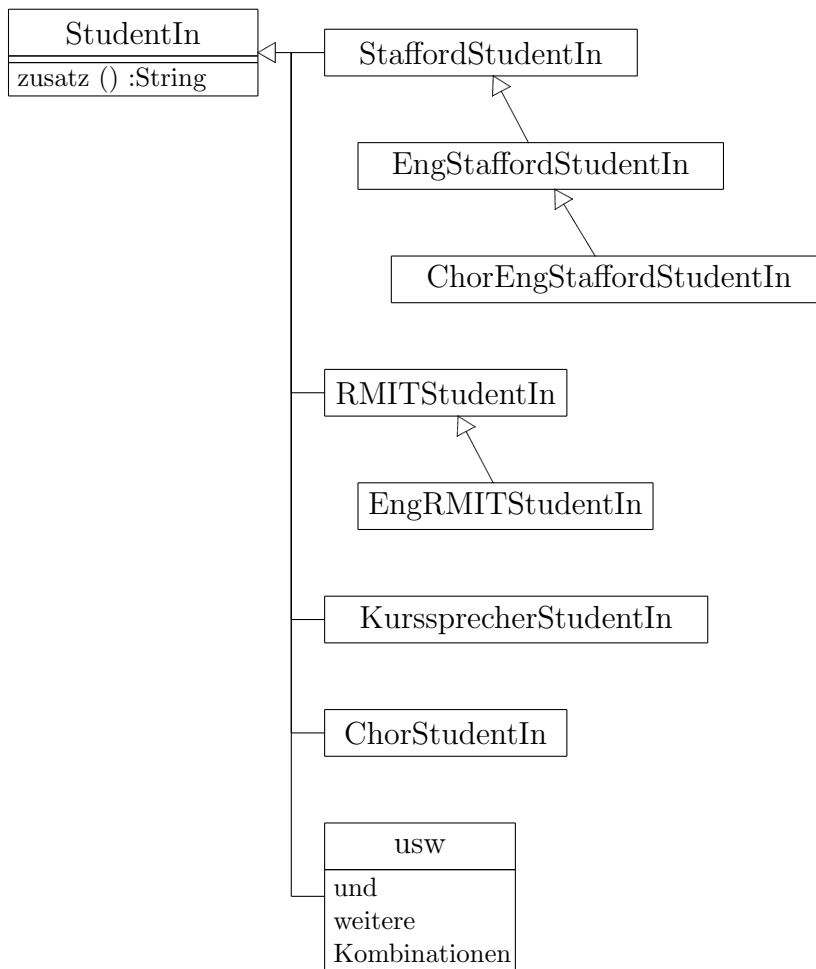 StudentIn
zusatz () :String
StaffordStudentIn
EngStaffordStudentIn
ChorEngStaffordStudentIn
RMITStudentIn
EngRMITStudentIn
KurssprecherStudentIn
ChorStudentIn
usw
und
weitere
Kombinationen